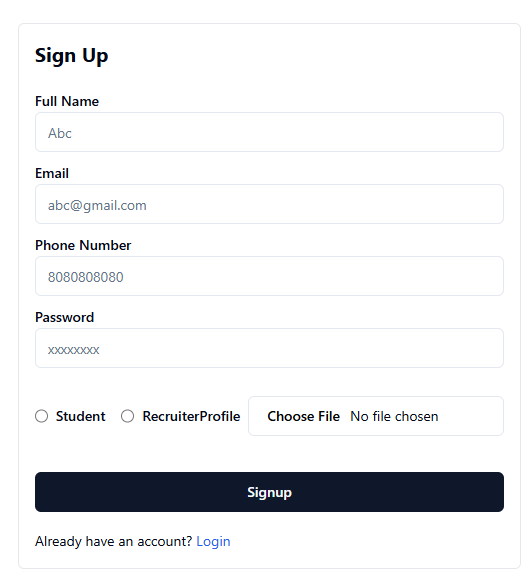 Sign Up
Full Name
Abc
Email
abc@gmail.com
Phone Number
8080808080
Password
xxxxxxxx
Student RecruiterProfile Choose File No file chosen
Signup
Already have an account? Login